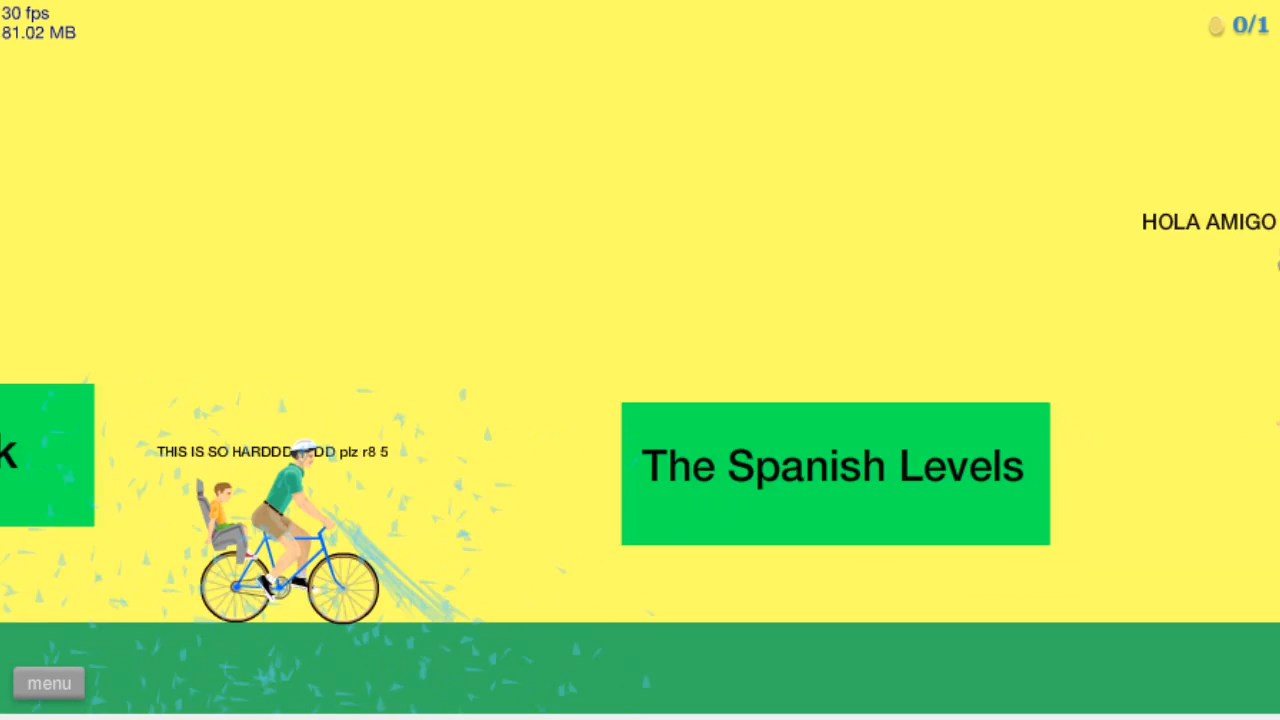 30 fps
81.02 MB
0/1
HOLA AMIGO
k
THIS IS SO HARDDD DD plz r8 5
The Spanish Levels
menu